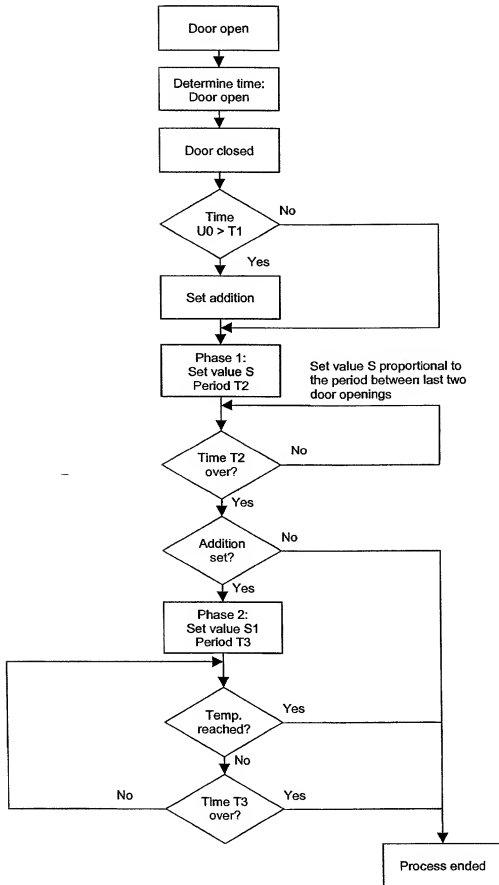 Door open
Determine time:
Door open
Door closed
Time
U0 > T1
No
Yes
Set addition
Phase 1:
Set value S
Period T2
Set value S proportional to
the period between last two
door openings
Time T2
over?
No
Yes
Addition
set?
No
Yes
Phase 2:
Set value S1
Period T3
Temp.
reached?
Yes
No
No
Time T3
over?
Yes
Process ended